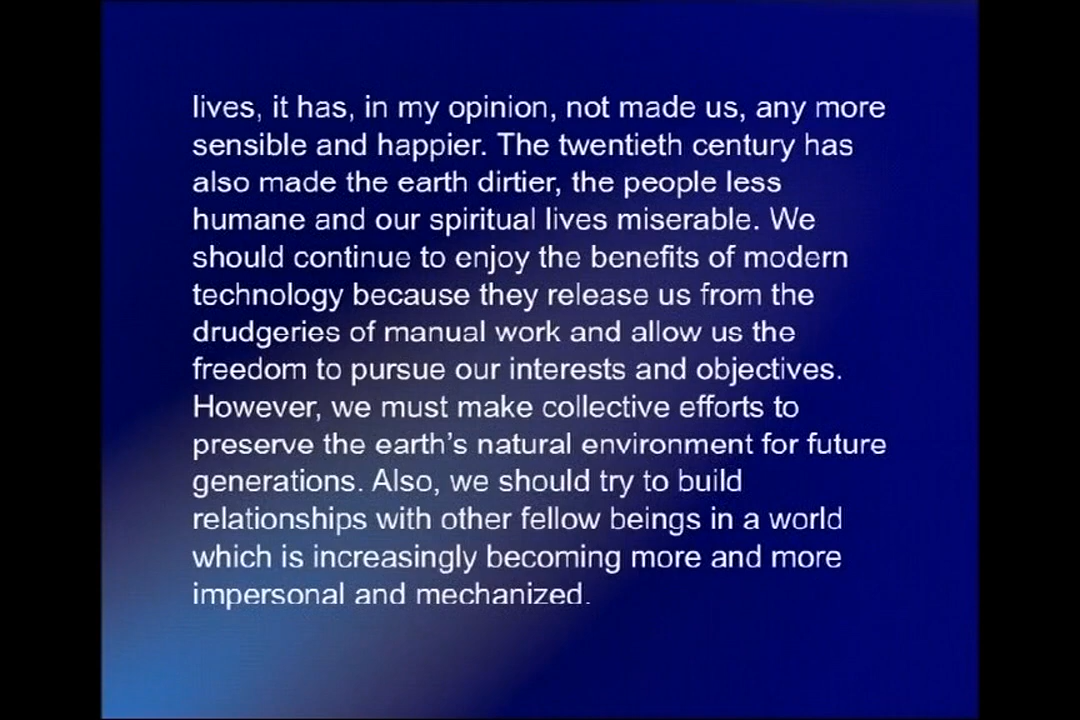 lives, it has, in my opinion, not made us, any more
sensible and happier. The twentieth century has
also made the earth dirtier, the people less
humane and our spiritual lives miserable. We
should continue to enjoy the benefits of modern
technology because they release us from the
drudgeries of manual work and allow us the
freedom to pursue our interests and objectives.
However, we must make collective efforts to
preserve the earth’s natural environment for future
generations. Also, we should try to build
relationships with other fellow beings in a world
which is increasingly becoming more and more
impersonal and mechanized.